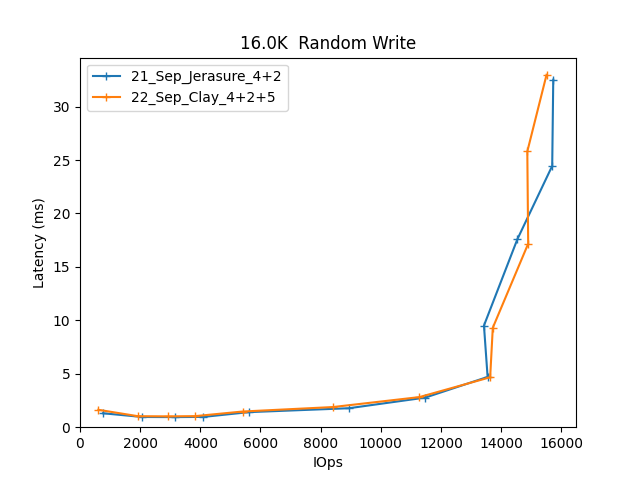 16.0K  Random Write
21_Sep_Jerasure_4+2
22_Sep_Clay_4+2+5
Latency (ms)
30
25
20
15
10
5
0
0 2000 4000 6000 8000 10000 12000 14000 16000
IOps